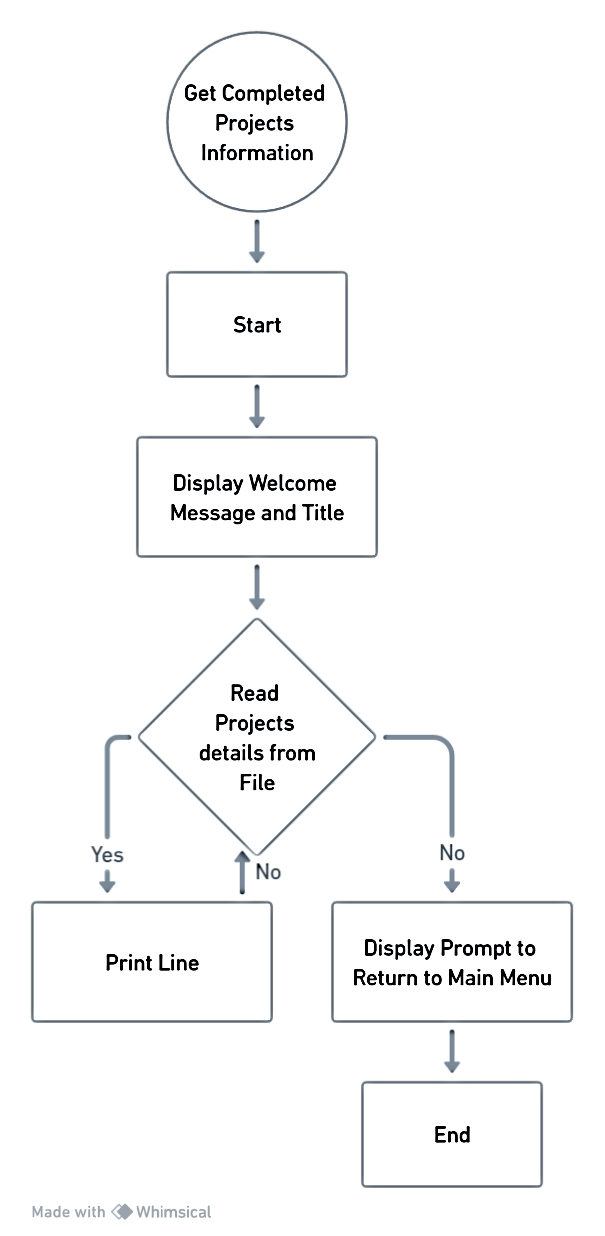 Get Completed
Projects
Information
Start
Display Welcome
Message and Title
Read
Projects
details from
File
Yes
No
No
Print Line
Display Prompt to
Return to Main Menu
End
Made with Whimsical